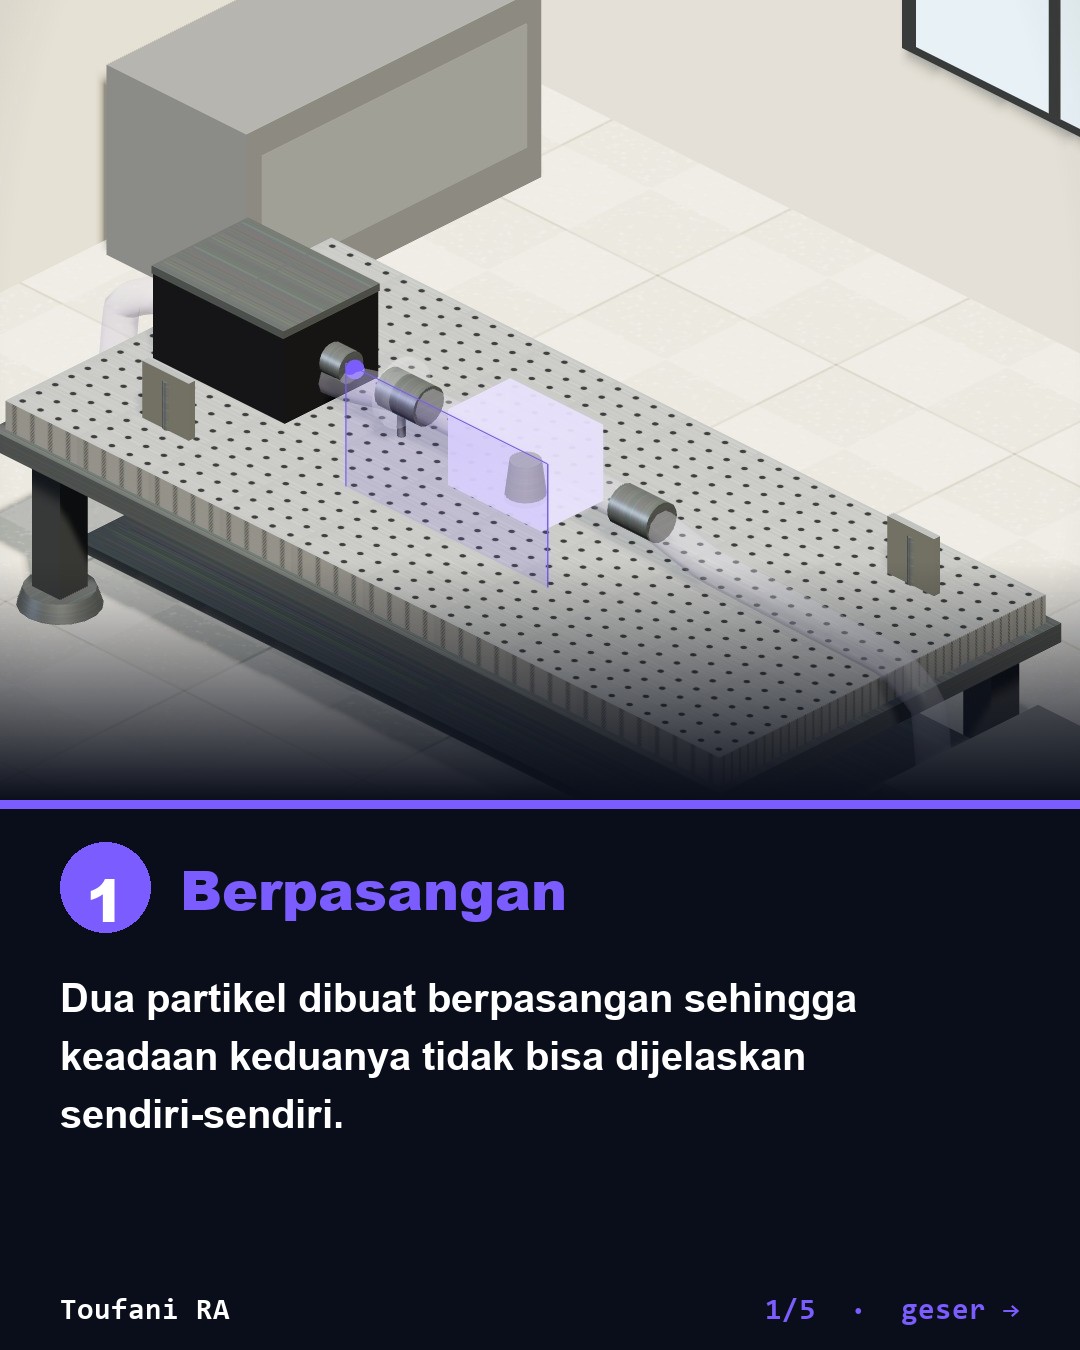 1 Berpasangan
Dua partikel dibuat berpasangan sehingga
keadaan keduanya tidak bisa dijelaskan
sendiri-sendiri.
Toufani RA 1/5 · geser →